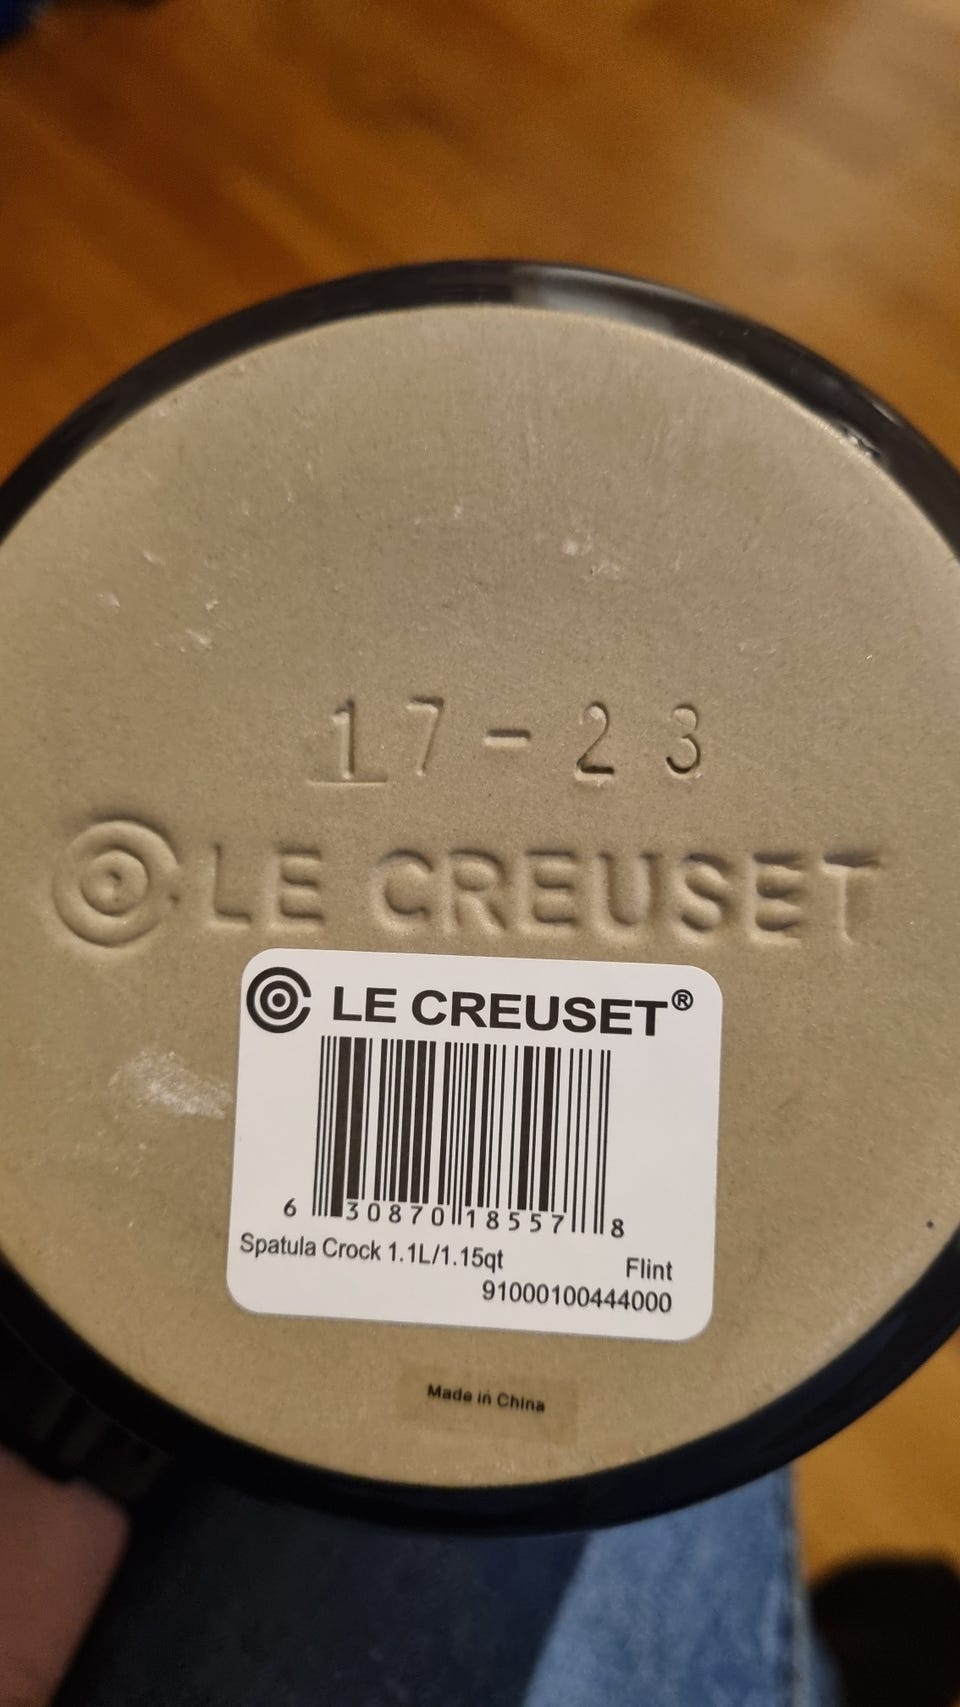 17-23
LE CREUSET
LE CREUSET®
6 30870 18557 8
Spatula Crock 1.1L/1.15qt Flint
91000100444000
Made in China